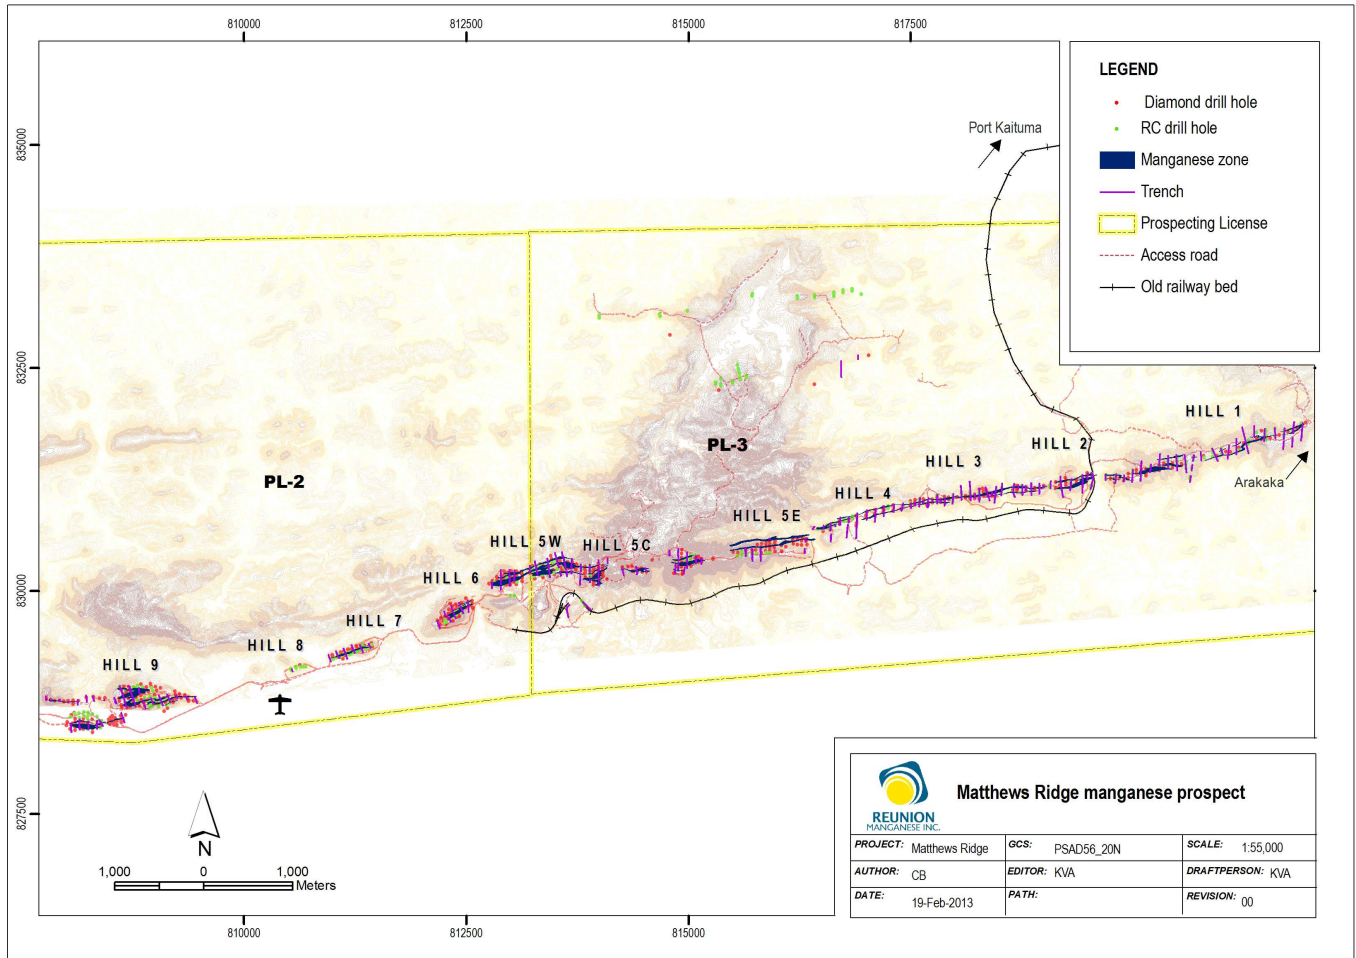 810000
812500
815000
817500
835000
832500
830000
827500
LEGEND
Diamond drill hole
RC drill hole
Manganese zone
Trench
Prospecting License
Access road
Old railway bed
Port Kaituma
HILL 1
HILL 2
HILL 3
HILL 4
HILL 5E
HILL 5C
HILL 5W
HILL 6
HILL 7
HILL 8
HILL 9
PL-2
PL-3
Arakaka
N
1,000 0 1,000
Meters
REUNION
MANGANESE INC.
Matthews Ridge manganese prospect
PROJECT: Matthews Ridge GCS: PSAD56_20N SCALE: 1:55,000
AUTHOR: CB EDITOR: KVA DRAFTPERSON: KVA
DATE: 19-Feb-2013 PATH: REVISION: 00
810000
812500
815000